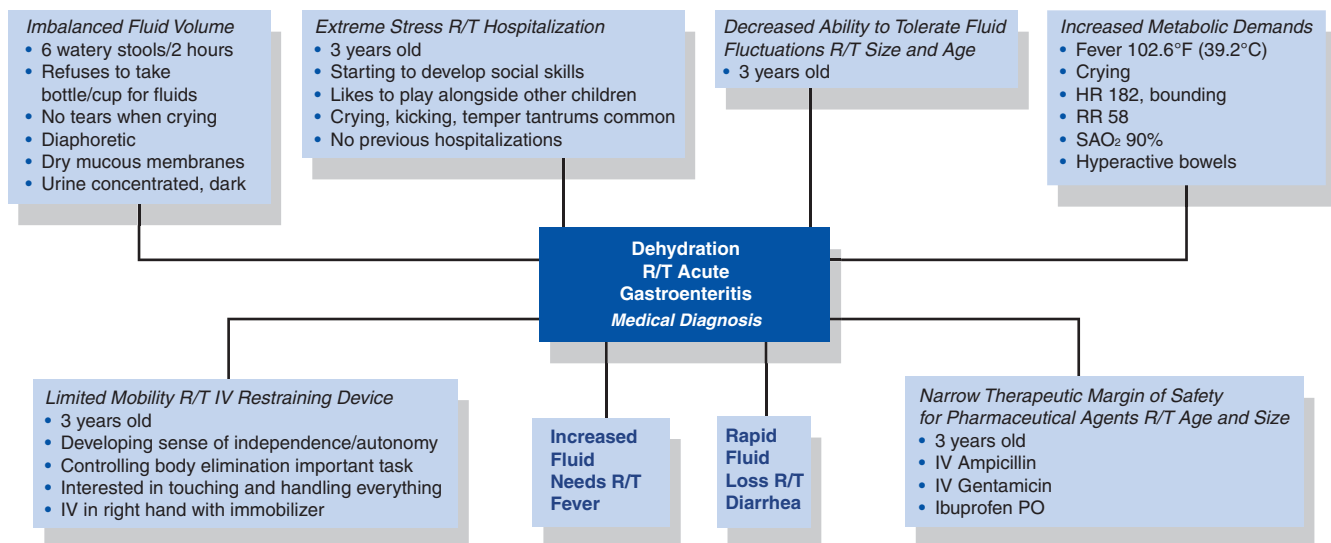 Imbalanced Fluid Volume
• 6 watery stools/2 hours
• Refuses to take
bottle/cup for fluids
• No tears when crying
• Diaphoretic
• Dry mucous membranes
• Urine concentrated, dark
Extreme Stress R/T Hospitalization
• 3 years old
• Starting to develop social skills
• Likes to play alongside other children
• Crying, kicking, temper tantrums common
• No previous hospitalizations
Decreased Ability to Tolerate Fluid
Fluctuations R/T Size and Age
• 3 years old
Increased Metabolic Demands
• Fever 102.6°F (39.2°C)
• Crying
• HR 182, bounding
• RR 58
• SAO₂ 90%
• Hyperactive bowels
Dehydration
R/T Acute
Gastroenteritis
Medical Diagnosis
Limited Mobility R/T IV Restraining Device
• 3 years old
• Developing sense of independence/autonomy
• Controlling body elimination important task
• Interested in touching and handling everything
• IV in right hand with immobilizer
Increased
Fluid
Needs R/T
Fever
Rapid
Fluid
Loss R/T
Diarrhea
Narrow Therapeutic Margin of Safety
for Pharmaceutical Agents R/T Age and Size
• 3 years old
• IV Ampicillin
• IV Gentamicin
• Ibuprofen PO